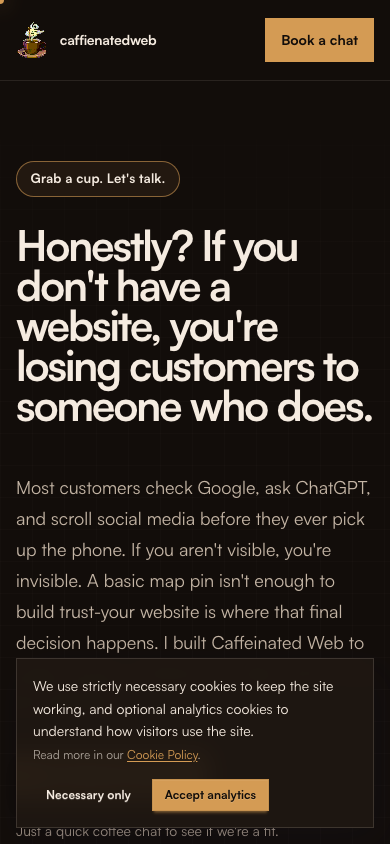 caffienatedweb
Book a chat
Grab a cup. Let's talk.
Honestly? If you
don't have a
website, you're
losing customers to
someone who does.
Most customers check Google, ask ChatGPT,
and scroll social media before they ever pick
up the phone. If you aren't visible, you're
invisible. A basic map pin isn't enough to
build trust-your website is where that final
decision happens. I built Caffeinated Web to
We use strictly necessary cookies to keep the site
working, and optional analytics cookies to
understand how visitors use the site.
Read more in our Cookie Policy.
Necessary only
Accept analytics
Just a quick coffee chat to see if we're a fit.